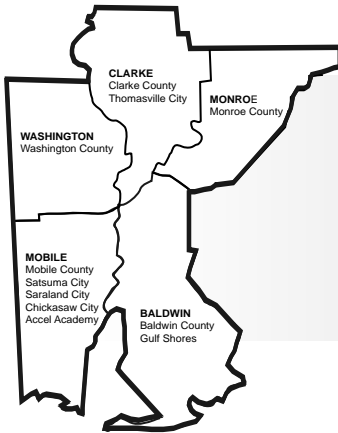 CLARKE
Clarke County
Thomasville City
MONROE
Monroe County
WASHINGTON
Washington County
MOBILE
Mobile County
Satsuma City
Saraland City
Chickasaw City
Accel Academy
BALDWIN
Baldwin County
Gulf Shores